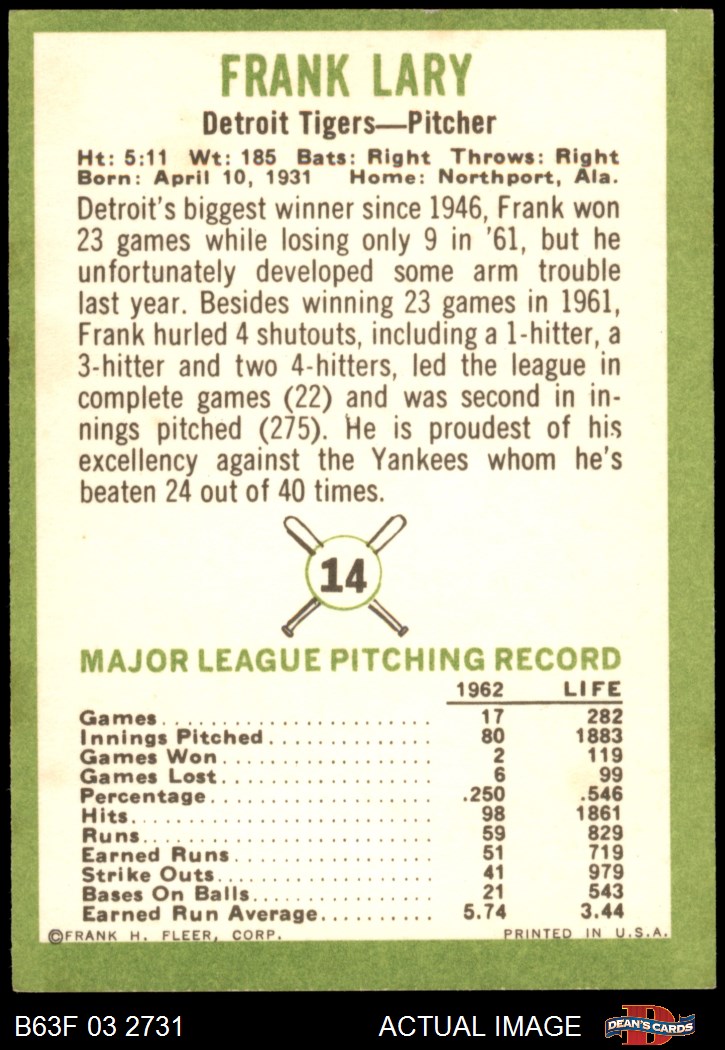 FRANK LARY
Detroit Tigers—Pitcher
Ht: 5:11 Wt: 185 Bats: Right Throws: Right
Born: April 10, 1931 Home: Northport, Ala.
Detroit's biggest winner since 1946, Frank won
23 games while losing only 9 in '61, but he
unfortunately developed some arm trouble
last year. Besides winning 23 games in 1961,
Frank hurled 4 shutouts, including a 1-hitter, a
3-hitter and two 4-hitters, led the league in
complete games (22) and was second in in-
nings pitched (275). He is proudest of his
excellency against the Yankees whom he's
beaten 24 out of 40 times.
14
MAJOR LEAGUE PITCHING RECORD
1962 LIFE
Games........................ 17 282
Innings Pitched.............. 80 1883
Games Won.................... 2 119
Games Lost................... 6 99
Percentage................... .250 .546
Hits......................... 98 1861
Runs......................... 59 829
Earned Runs.................. 51 719
Strike Outs.................. 41 979
Bases On Balls............... 21 543
Earned Run Average.......... 5.74 3.44
©FRANK H. FLEER, CORP. PRINTED IN U.S.A.
B63F 03 2731 ACTUAL IMAGE D DEAN'S CARDS